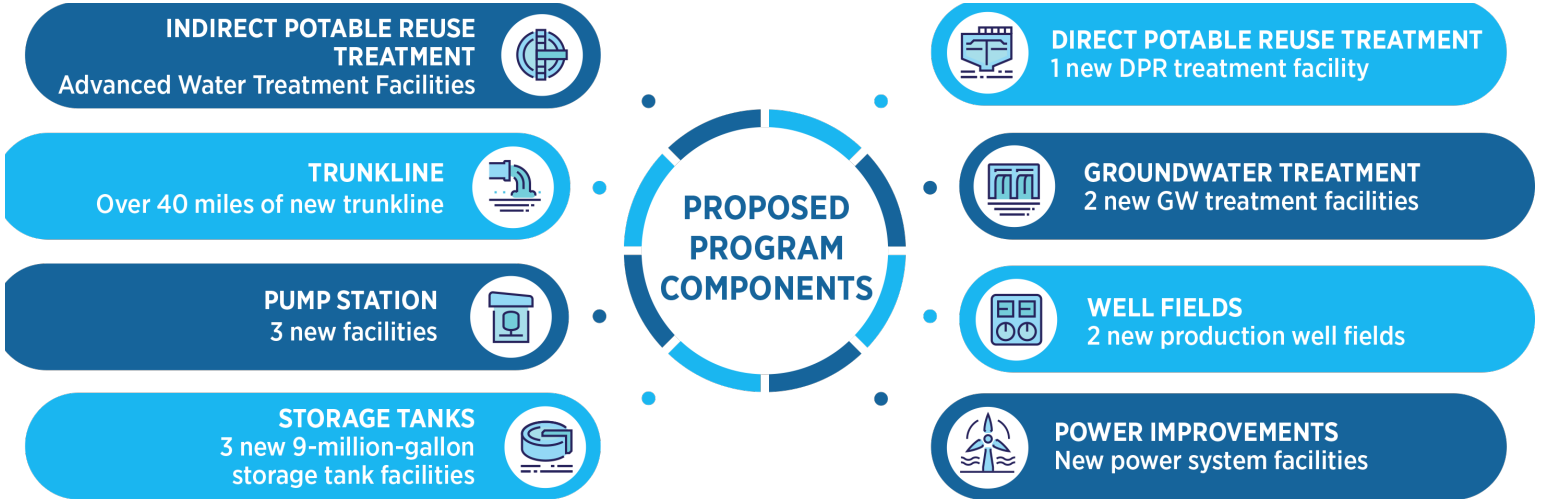 INDIRECT POTABLE REUSE
TREATMENT
Advanced Water Treatment Facilities
TRUNKLINE
Over 40 miles of new trunkline
PUMP STATION
3 new facilities
STORAGE TANKS
3 new 9-million-gallon
storage tank facilities
PROPOSED
PROGRAM
COMPONENTS
DIRECT POTABLE REUSE TREATMENT
1 new DPR treatment facility
GROUNDWATER TREATMENT
2 new GW treatment facilities
WELL FIELDS
2 new production well fields
POWER IMPROVEMENTS
New power system facilities